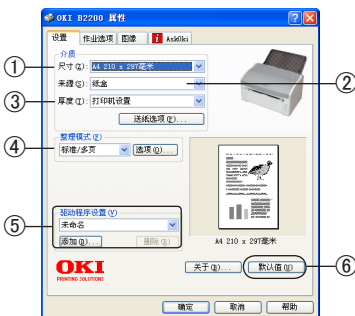 OKI B2200 属性
设置 作业选项 图像 AskOki
介质
① 尺寸(Z): A4 210 x 297毫米
来源(S): 纸盒 ②
③ 厚度(T): 打印机设置
送纸选项(F)...
整理模式(P)
④ 标准/多页 选项(O)...
驱动程序设置(V)
⑤ 未命名
添加(D)... 删除(R)
A4 210 x 297毫米
OKI
PRINTING SOLUTIONS
关于(B)... 默认值(U) ⑥
确定 取消 帮助